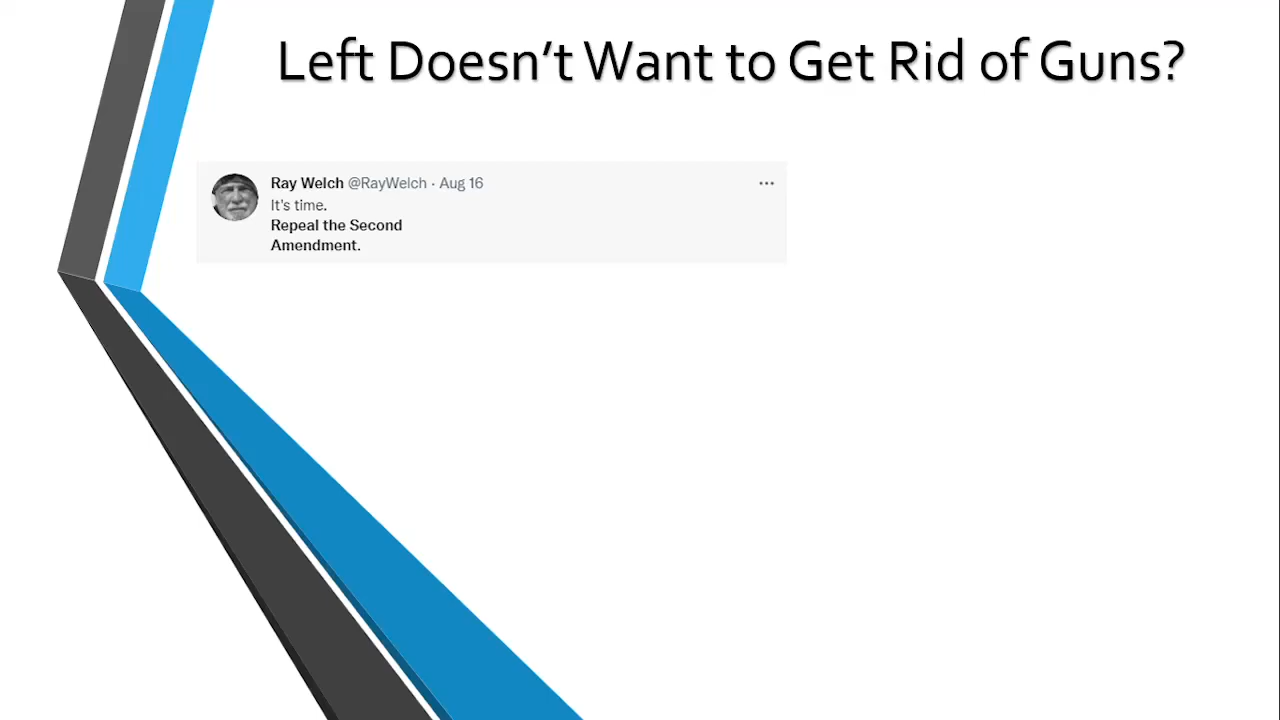 Left Doesn’t Want to Get Rid of Guns?
Ray Welch @RayWelch · Aug 16
It's time.
Repeal the Second
Amendment.